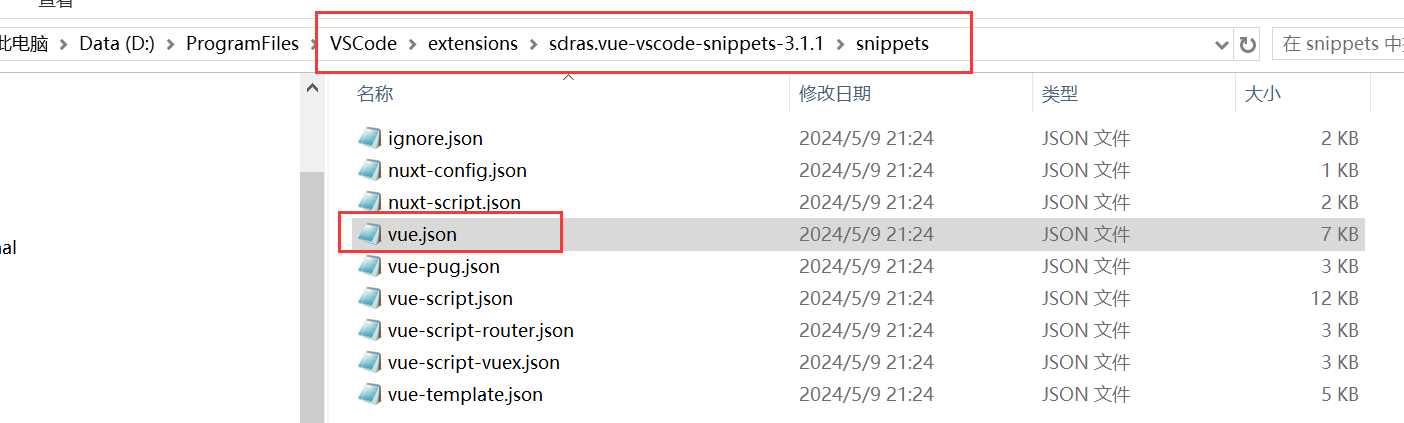 查看
此电脑 > Data (D:) > ProgramFiles > VSCode > extensions > sdras.vue-vscode-snippets-3.1.1 > snippets 在 snippets 中
名称 修改日期 类型 大小
ignore.json 2024/5/9 21:24 JSON 文件 2 KB
nuxt-config.json 2024/5/9 21:24 JSON 文件 1 KB
nuxt-script.json 2024/5/9 21:24 JSON 文件 2 KB
vue.json 2024/5/9 21:24 JSON 文件 7 KB
nal
vue-pug.json 2024/5/9 21:24 JSON 文件 3 KB
vue-script.json 2024/5/9 21:24 JSON 文件 12 KB
vue-script-router.json 2024/5/9 21:24 JSON 文件 3 KB
vue-script-vuex.json 2024/5/9 21:24 JSON 文件 3 KB
vue-template.json 2024/5/9 21:24 JSON 文件 5 KB